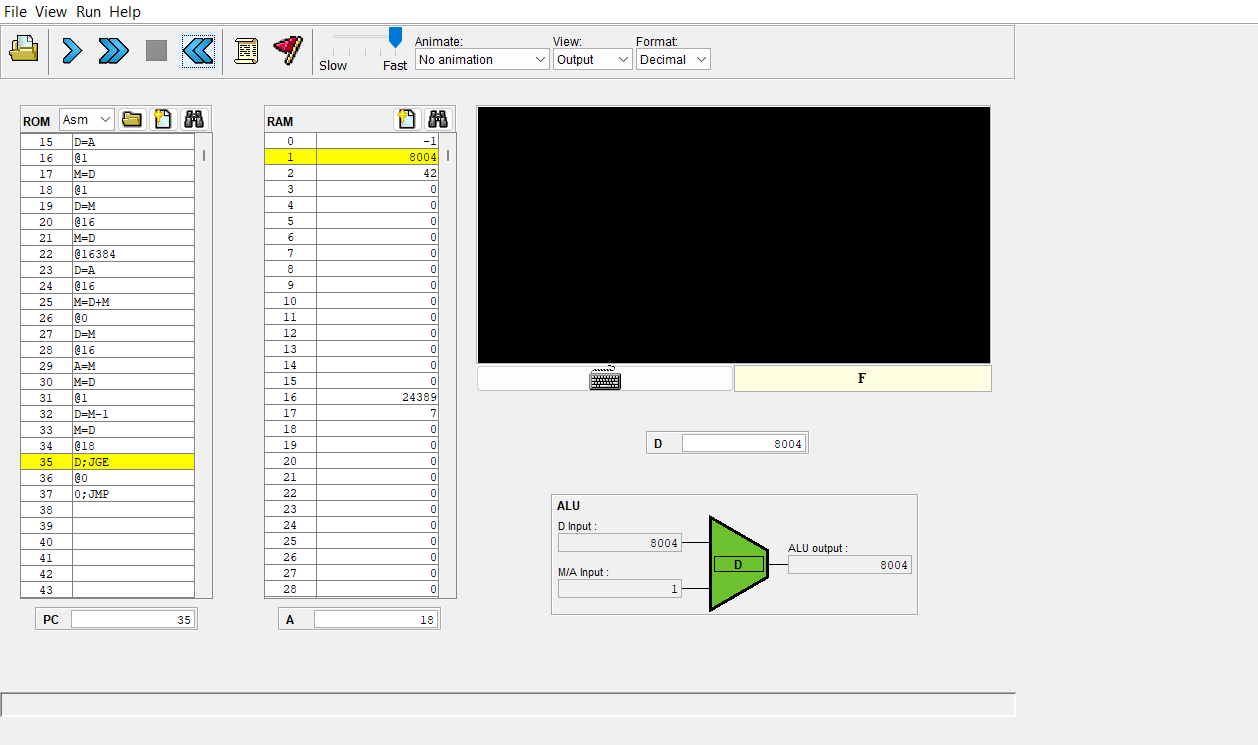 File View Run Help
Animate: View: Format:
Slow Fast No animation Output Decimal
ROM Asm
15 D=A
16 @1
17 M=D
18 @1
19 D=M
20 @16
21 M=D
22 @16384
23 D=A
24 @16
25 M=D+M
26 @0
27 D=M
28 @16
29 A=M
30 M=D
31 @1
32 D=M-1
33 M=D
34 @18
35 D;JGE
36 @0
37 0;JMP
38
39
40
41
42
43
PC 35
RAM
0 -1
1 8004
2 42
3 0
4 0
5 0
6 0
7 0
8 0
9 0
10 0
11 0
12 0
13 0
14 0
15 0
16 24389
17 7
18 0
19 0
20 0
21 0
22 0
23 0
24 0
25 0
26 0
27 0
28 0
A 18
F
D 8004
ALU
D Input :
8004
M/A Input :
1
D
ALU output :
8004